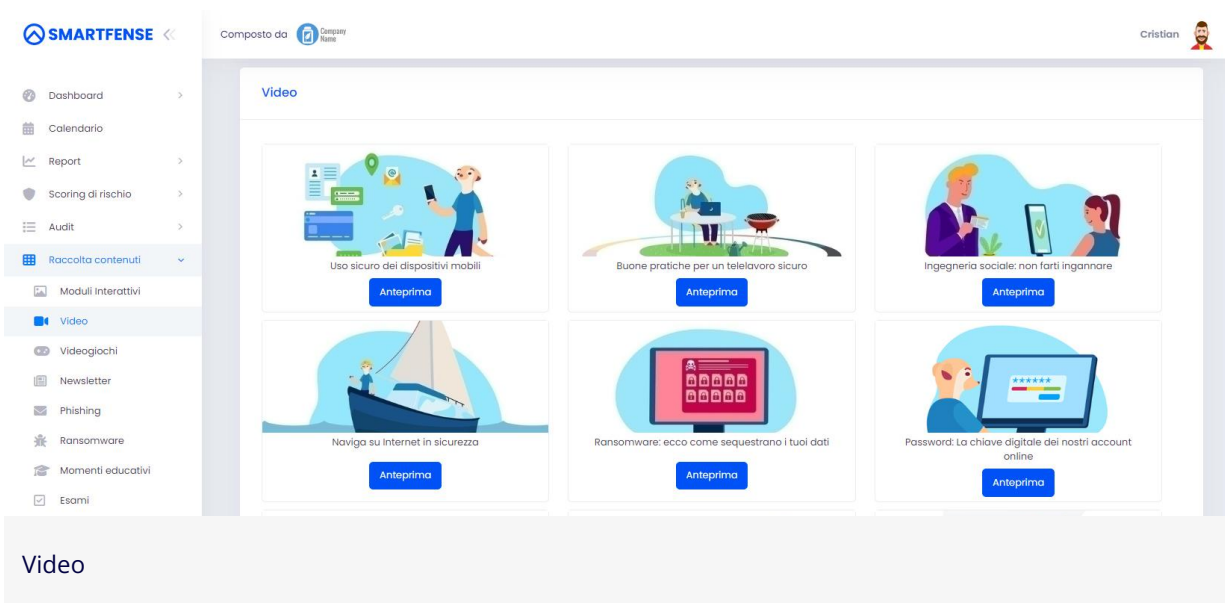 SMARTFENSE
Composto da
Company
Name
Cristian
Dashboard
Calendario
Report
Scoring di rischio
Audit
Raccolta contenuti
Moduli Interattivi
Video
Videogiochi
Newsletter
Phishing
Ransomware
Momenti educativi
Esami
Video
Uso sicuro dei dispositivi mobili
Anteprima
Buone pratiche per un telelavoro sicuro
Anteprima
Ingegneria sociale: non farti ingannare
Anteprima
Naviga su Internet in sicurezza
Anteprima
Ransomware: ecco come sequestrano i tuoi dati
Anteprima
******
Password: La chiave digitale dei nostri account
online
Anteprima
Video